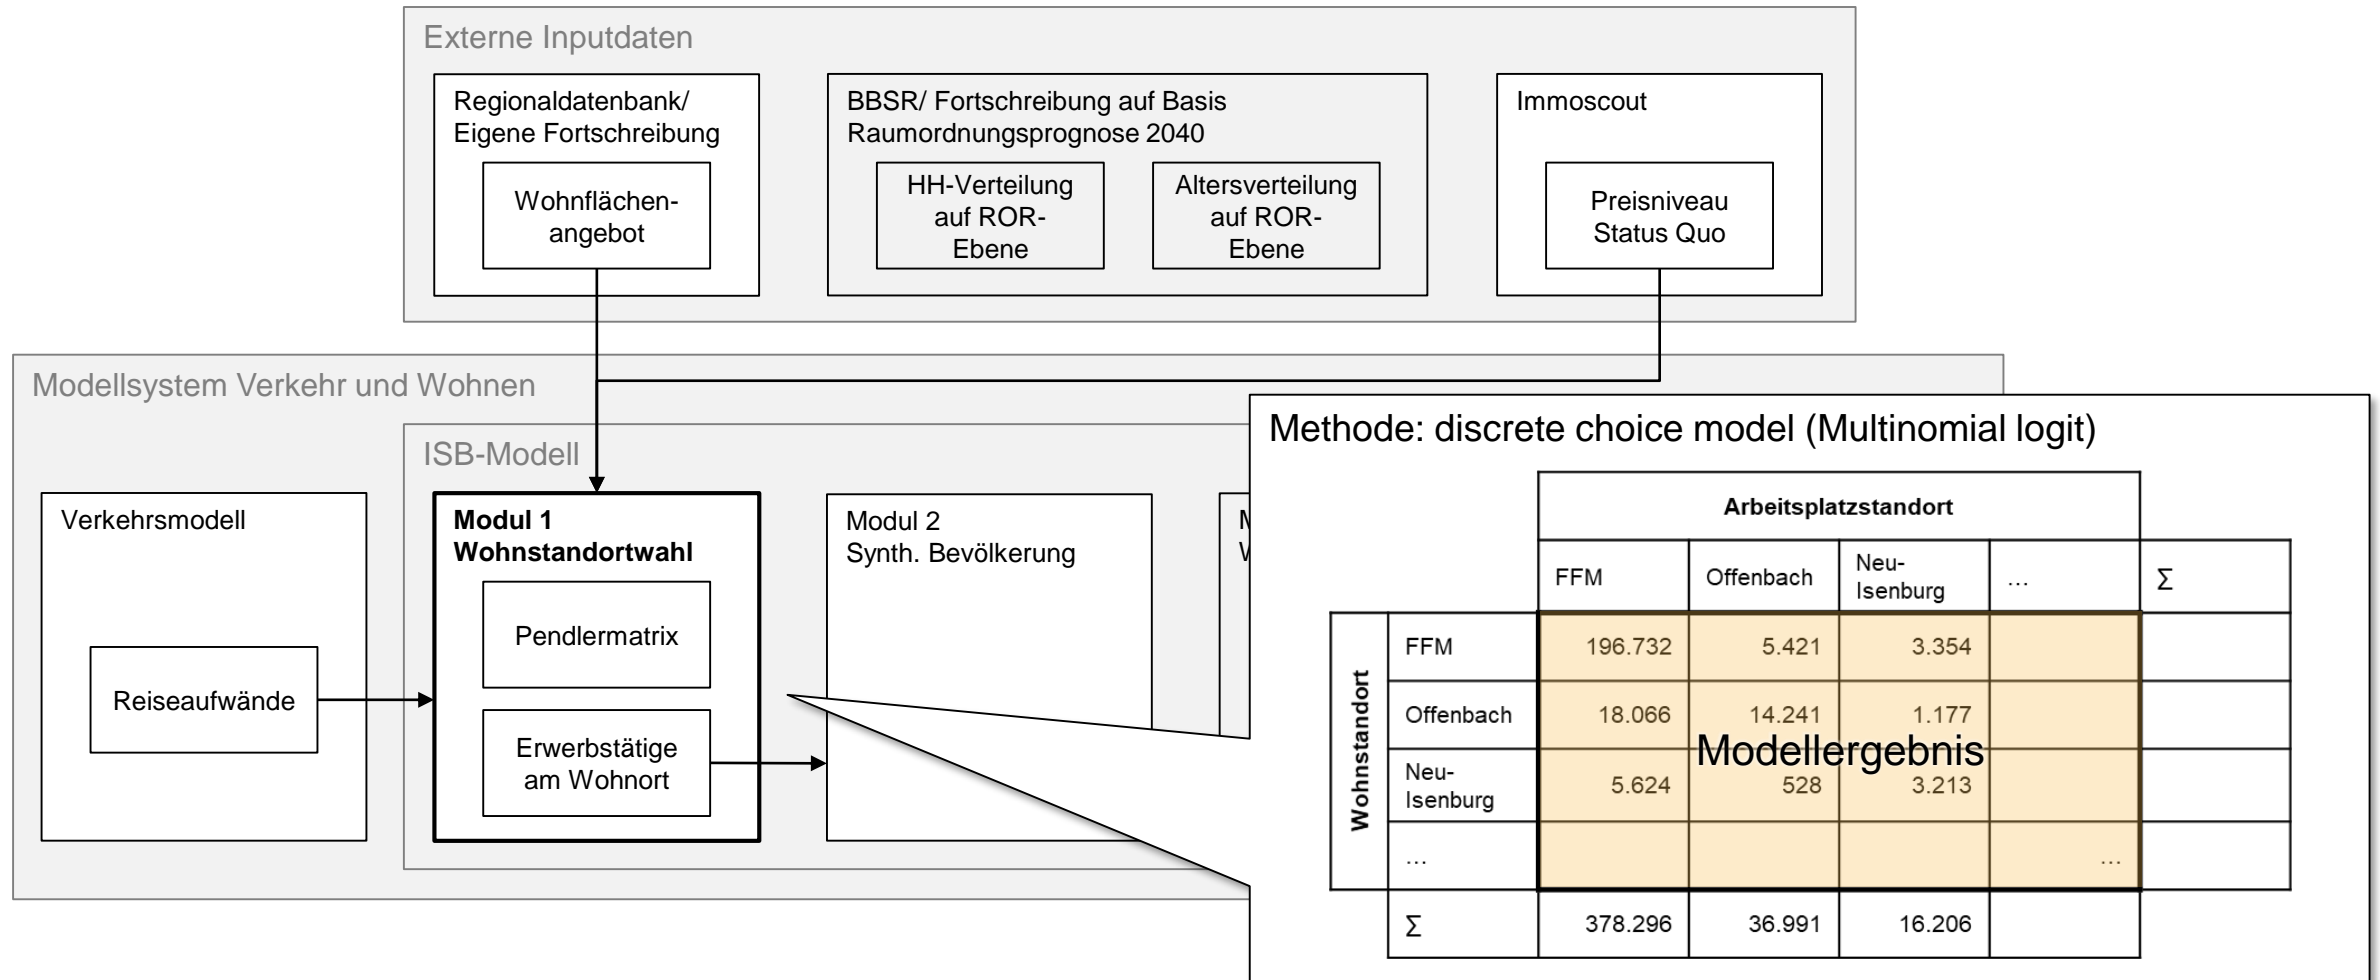 Externe Inputdaten
Regionaldatenbank/
Eigene Fortschreibung
Wohnflächen-
angebot
BBSR/ Fortschreibung auf Basis
Raumordnungsprognose 2040
HH-Verteilung
auf ROR-
Ebene
Altersverteilung
auf ROR-
Ebene
Immoscout
Preisniveau
Status Quo
Modellsystem Verkehr und Wohnen
ISB-Modell
Verkehrsmodell
Reiseaufwände
Modul 1
Wohnstandortwahl
Pendlermatrix
Erwerbstätige
am Wohnort
Modul 2
Synth. Bevölkerung
Methode: discrete choice model (Multinomial logit)
Arbeitsplatzstandort
FFM Offenbach Neu-
Isenburg … Σ
Wohnstandort
FFM 196.732 5.421 3.354
Offenbach 18.066 14.241 1.177
Modellergebnis
Neu-
Isenburg 5.624 528 3.213
… …
Σ 378.296 36.991 16.206